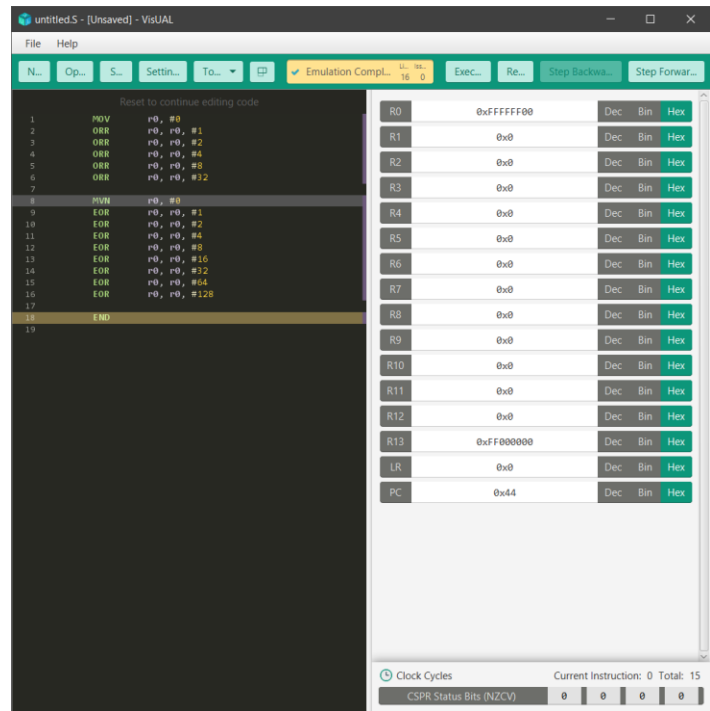 untitled.S - [Unsaved] - VisUAL
File Help
N... Op... S... Settin... To... Emulation Compl... Li... Iss... 16 0 Exec... Re... Step Backwa... Step Forwar...
Reset to continue editing code
1 MOV r0, #0
2 ORR r0, r0, #1
3 ORR r0, r0, #2
4 ORR r0, r0, #4
5 ORR r0, r0, #8
6 ORR r0, r0, #32
7
8 MVN r0, #0
9 EOR r0, r0, #1
10 EOR r0, r0, #2
11 EOR r0, r0, #4
12 EOR r0, r0, #8
13 EOR r0, r0, #16
14 EOR r0, r0, #32
15 EOR r0, r0, #64
16 EOR r0, r0, #128
17
18 END
19
R0 0xFFFFFF00 Dec Bin Hex
R1 0x0 Dec Bin Hex
R2 0x0 Dec Bin Hex
R3 0x0 Dec Bin Hex
R4 0x0 Dec Bin Hex
R5 0x0 Dec Bin Hex
R6 0x0 Dec Bin Hex
R7 0x0 Dec Bin Hex
R8 0x0 Dec Bin Hex
R9 0x0 Dec Bin Hex
R10 0x0 Dec Bin Hex
R11 0x0 Dec Bin Hex
R12 0x0 Dec Bin Hex
R13 0xFF000000 Dec Bin Hex
LR 0x0 Dec Bin Hex
PC 0x44 Dec Bin Hex
Clock Cycles Current Instruction: 0 Total: 15
CSPR Status Bits (NZCV) 0 0 0 0